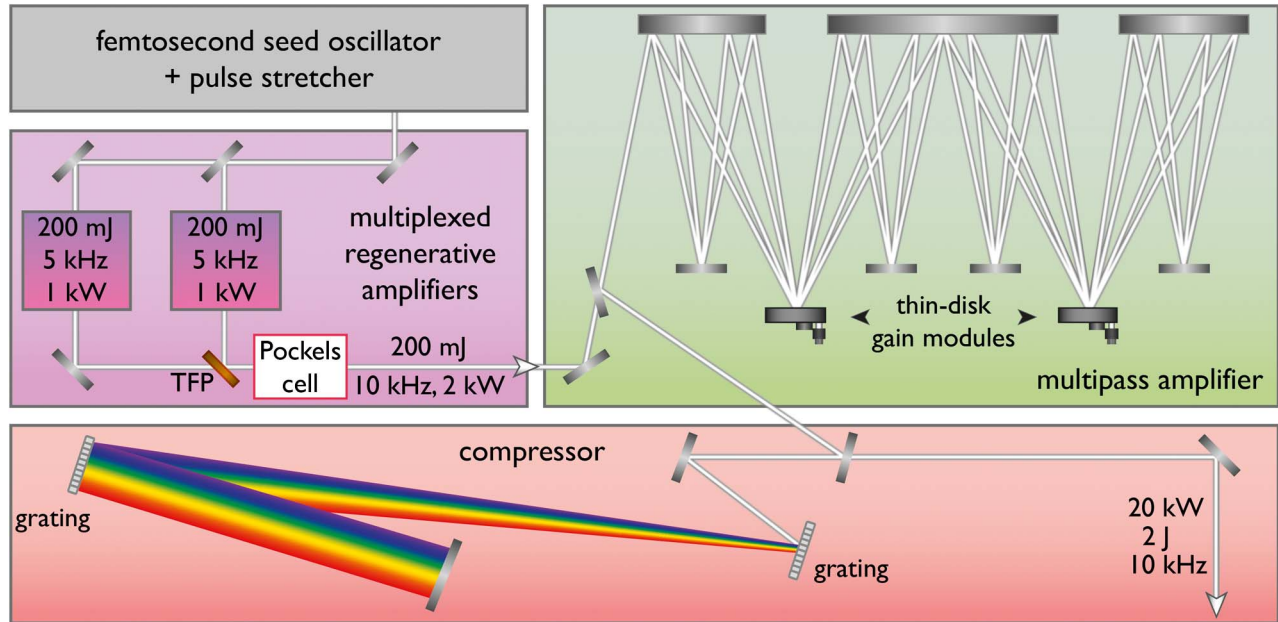 femtosecond seed oscillator
+ pulse stretcher
200 mJ
5 kHz
1 kW
200 mJ
5 kHz
1 kW
multiplexed
regenerative
amplifiers
TFP
Pockels
cell
200 mJ
10 kHz, 2 kW
thin-disk
gain modules
multipass amplifier
compressor
grating
grating
20 kW
2 J
10 kHz